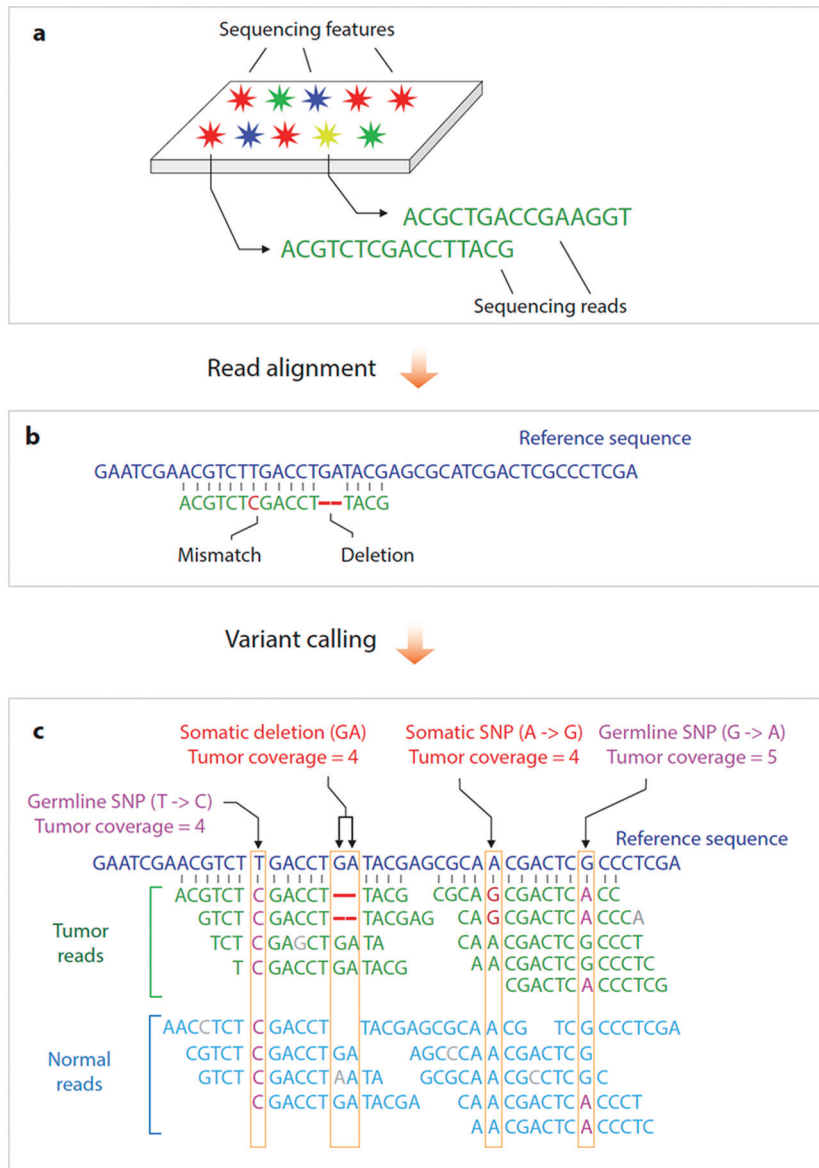 a
Sequencing features
ACGCTGACCGAAGGT
ACGTCTCGACCTTACG
Sequencing reads
Read alignment
b
Reference sequence
GAATCGAACGTCTTGACCTGATACGAGCGCATCGACTCGCCCTCGA
ACGTCTCGACCT--TACG
Mismatch Deletion
Variant calling
c
Somatic deletion (GA) Somatic SNP (A -> G) Germline SNP (G -> A)
Tumor coverage = 4 Tumor coverage = 4 Tumor coverage = 5
Germline SNP (T -> C)
Tumor coverage = 4
Reference sequence
GAATCGAACGTCT T GACCT GA TACGAGCGCA A CGACTC G CCCTCGA
ACGTCT C GACCT -- TACG CGCA G CGACTC A CC
GTCT C GACCT -- TACGAG CA G CGACTC A CCCA
Tumor
reads
TCT C GAGCT GA TA CA A CGACTC G CCCT
T C GACCT GA TACG A A CGACTC G CCCTC
CGACTC A CCCTCG
AACCTCT C GACCT TACGAGCGCA A CG TC G CCCTCGA
Normal
reads
CGTCT C GACCT GA AGCCA A CGACTC G
GTCT C GACCT AA TA GCGCA A CGCCTC G C
C GACCT GA TACGA CA A CGACTC A CCCT
A A CGACTC A CCCTC